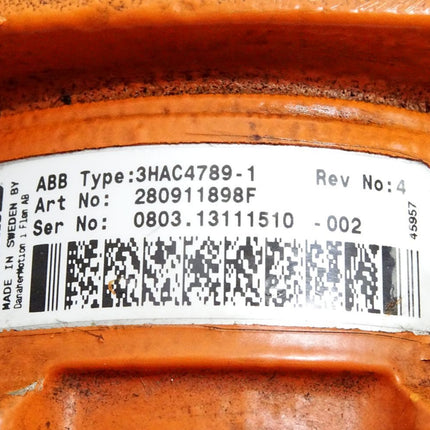 ABB Type:3HAC4789-1 Rev No:4
Art No: 280911898F
Ser No: 0803.13111510 -002
MADE IN SWEDEN BY
DanaherMotion i Flen AB
45957